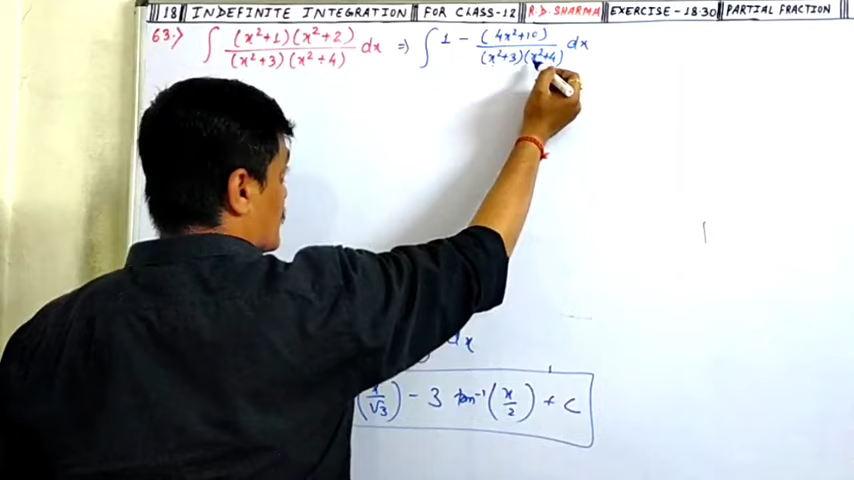 18 INDEFINITE INTEGRATION FOR CLASS-12 R.D. SHARMA EXERCISE-18·30 PARTIAL FRACTION
63·) ∫ (x²+1)(x²+2) / (x²+3)(x²+4) dx ⇒ ∫ 1 - (4x²+10) / (x²+3)(x²+4) dx
dx
(x/√3) - 3 tan⁻¹(x/2) + C